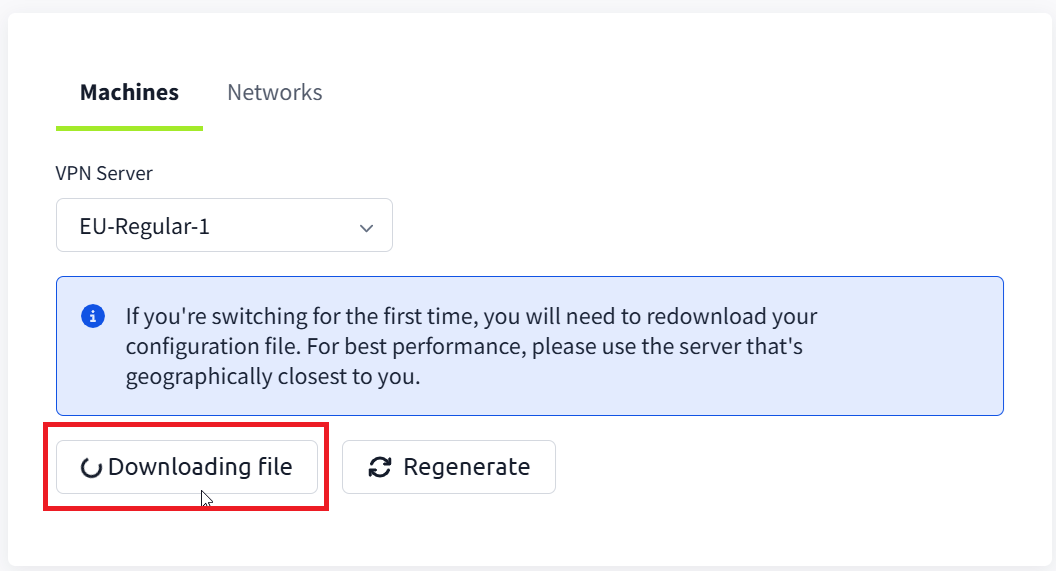 Machines Networks
VPN Server
EU-Regular-1
If you're switching for the first time, you will need to redownload your
configuration file. For best performance, please use the server that's
geographically closest to you.
Downloading file Regenerate